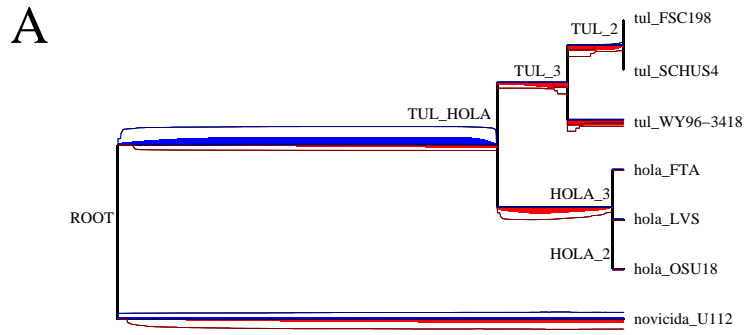 A
tul_FSC198
TUL_2
tul_SCHUS4
TUL_3
TUL_HOLA
tul_WY96−3418
hola_FTA
HOLA_3
ROOT
hola_LVS
HOLA_2
hola_OSU18
novicida_U112